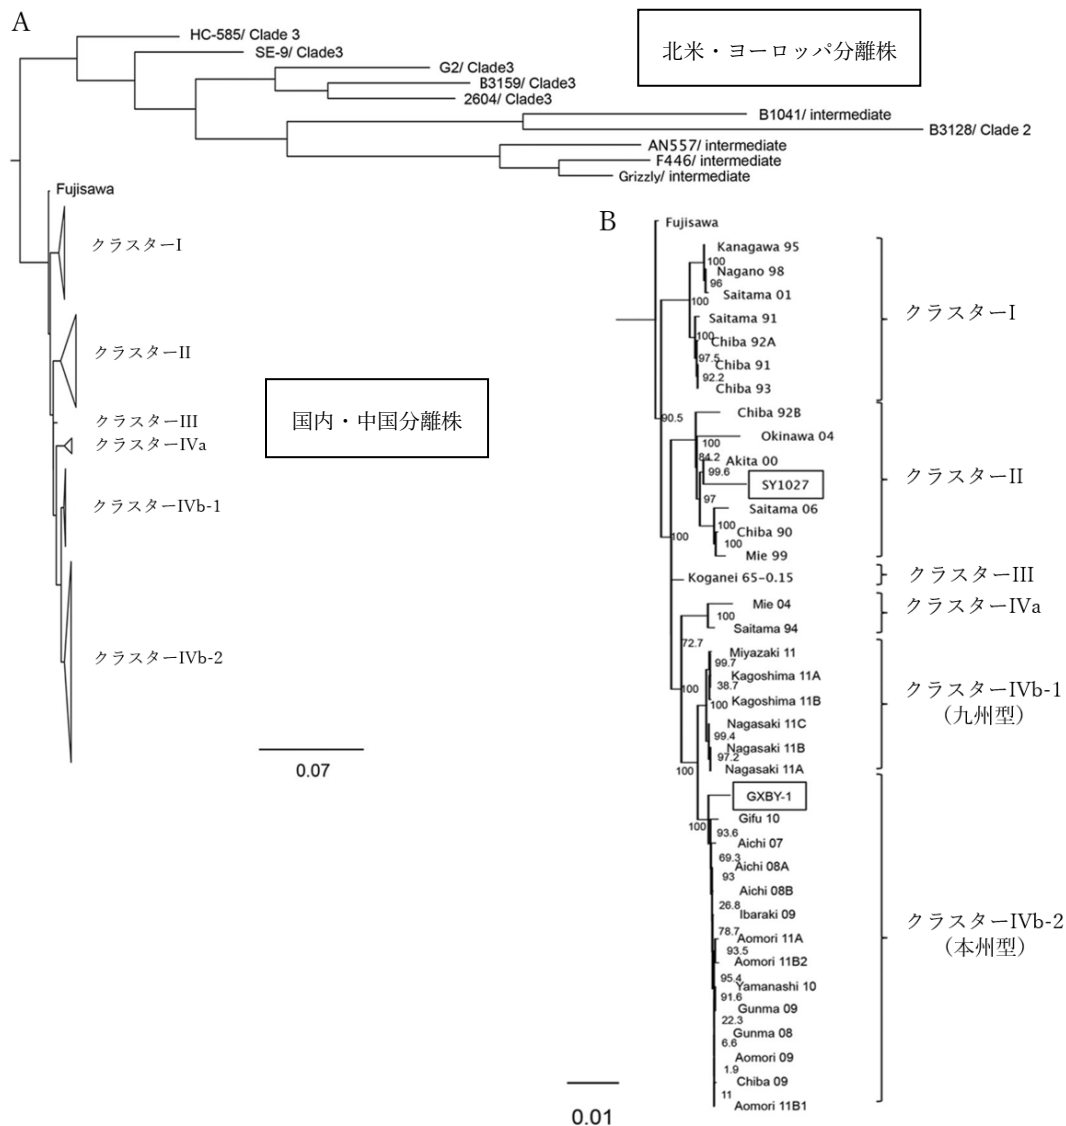 A
HC-585/ Clade 3
SE-9/ Clade3
G2/ Clade3
B3159/ Clade3
2604/ Clade3
B1041/ intermediate
B3128/ Clade 2
AN557/ intermediate
F446/ intermediate
Grizzly/ intermediate
北米・ヨーロッパ分離株
Fujisawa
クラスターI
クラスターII
クラスターIII
クラスターIVa
クラスターIVb-1
クラスターIVb-2
国内・中国分離株
0.07
B
Fujisawa
Kanagawa 95
100
Nagano 98
96
Saitama 01
100
Saitama 91
100
Chiba 92A
97.5
Chiba 91
92.2
Chiba 93
クラスターI
90.5
Chiba 92B
Okinawa 04
100
84.2
Akita 00
99.6
SY1027
97
Saitama 06
100
Chiba 90
100
Mie 99
クラスターII
100
Koganei 65-0.15
クラスターIII
Mie 04
100
Saitama 94
クラスターIVa
72.7
Miyazaki 11
99.7
Kagoshima 11A
38.7
100
Kagoshima 11B
100
Nagasaki 11C
99.4
Nagasaki 11B
97.2
Nagasaki 11A
100
クラスターIVb-1
（九州型）
GXBY-1
Gifu 10
100
93.6
Aichi 07
69.3
Aichi 08A
93
Aichi 08B
26.8
Ibaraki 09
78.7
Aomori 11A
93.5
Aomori 11B2
95.4
Yamanashi 10
91.6
Gunma 09
22.3
Gunma 08
6.6
Aomori 09
1.9
Chiba 09
11
Aomori 11B1
クラスターIVb-2
（本州型）
0.01